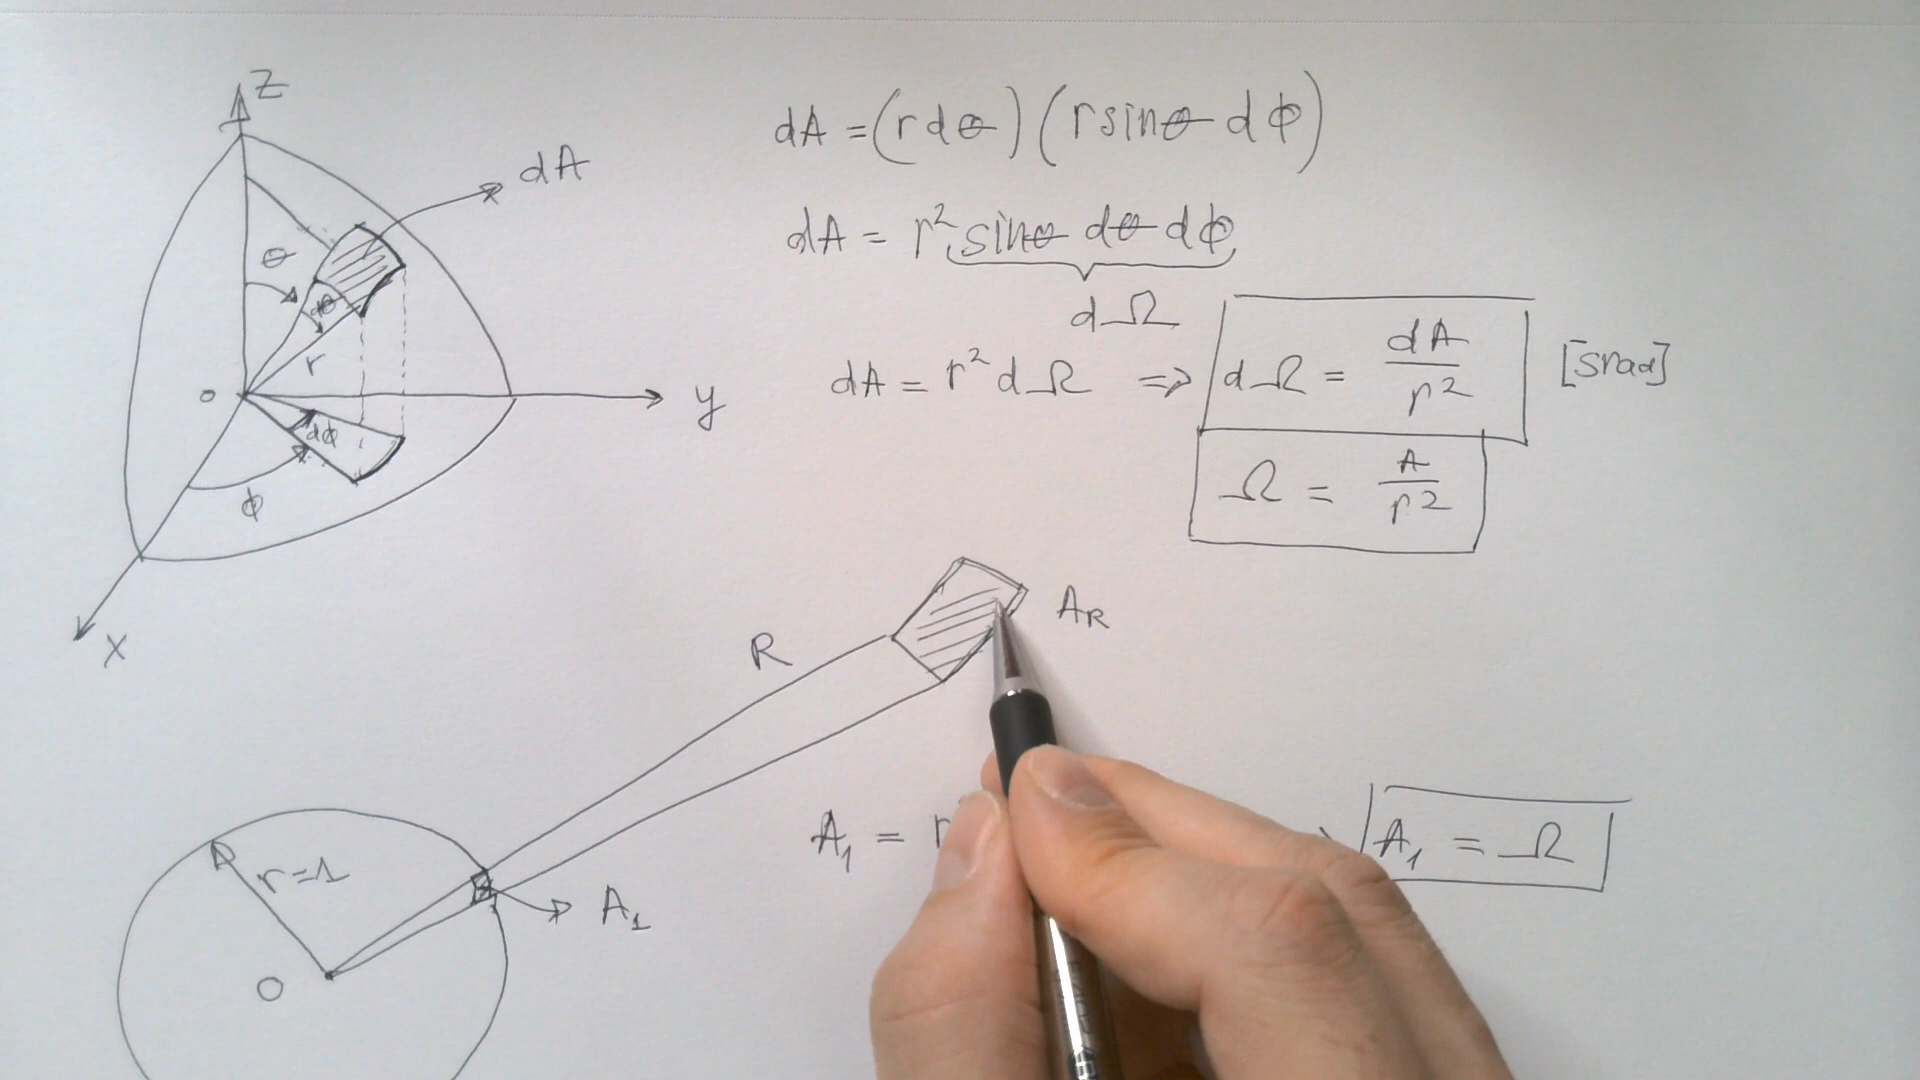 Z
dA
θ
dθ
r
o
y
dϕ
ϕ
x
dA = (r dθ) (r sinθ dϕ)
dA = r² sinθ dθ dϕ
dΩ
dA = r² dΩ ⇒ dΩ = dA/r² [srad]
Ω = A/r²
R
A_R
r=1
A₁
O
A₁ = r
A₁ = Ω